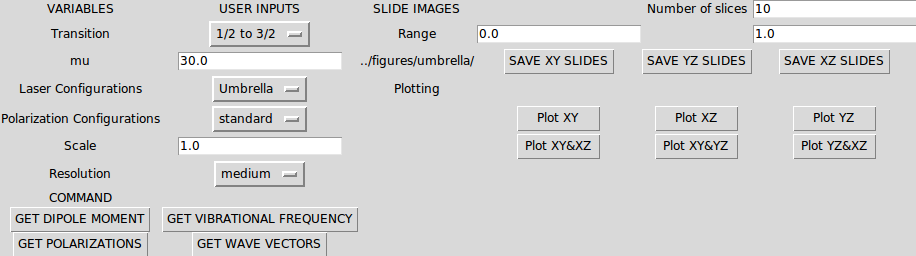 VARIABLES USER INPUTS SLIDE IMAGES Number of slices 10
Transition 1/2 to 3/2 Range 0.0 1.0
mu 30.0 ../figures/umbrella/ SAVE XY SLIDES SAVE YZ SLIDES SAVE XZ SLIDES
Laser Configurations Umbrella Plotting
Polarization Configurations standard Plot XY Plot XZ Plot YZ
Scale 1.0 Plot XY&XZ Plot XY&YZ Plot YZ&XZ
Resolution medium
COMMAND
GET DIPOLE MOMENT GET VIBRATIONAL FREQUENCY
GET POLARIZATIONS GET WAVE VECTORS